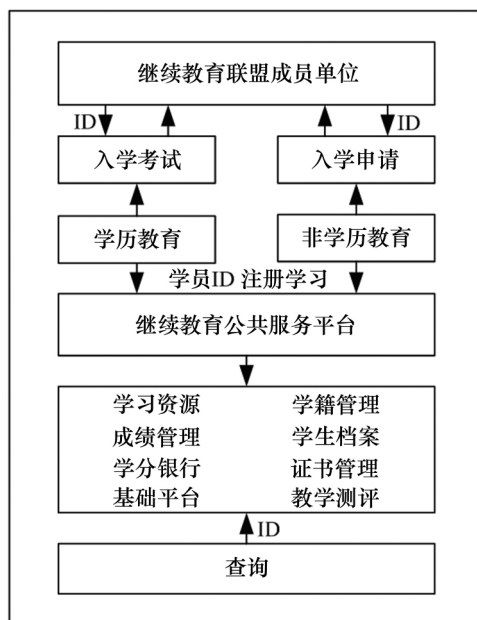 继续教育联盟成员单位
ID ID
入学考试 入学申请
学历教育 非学历教育
学员ID 注册学习
继续教育公共服务平台
学习资源 学籍管理
成绩管理 学生档案
学分银行 证书管理
基础平台 教学测评
ID
查询